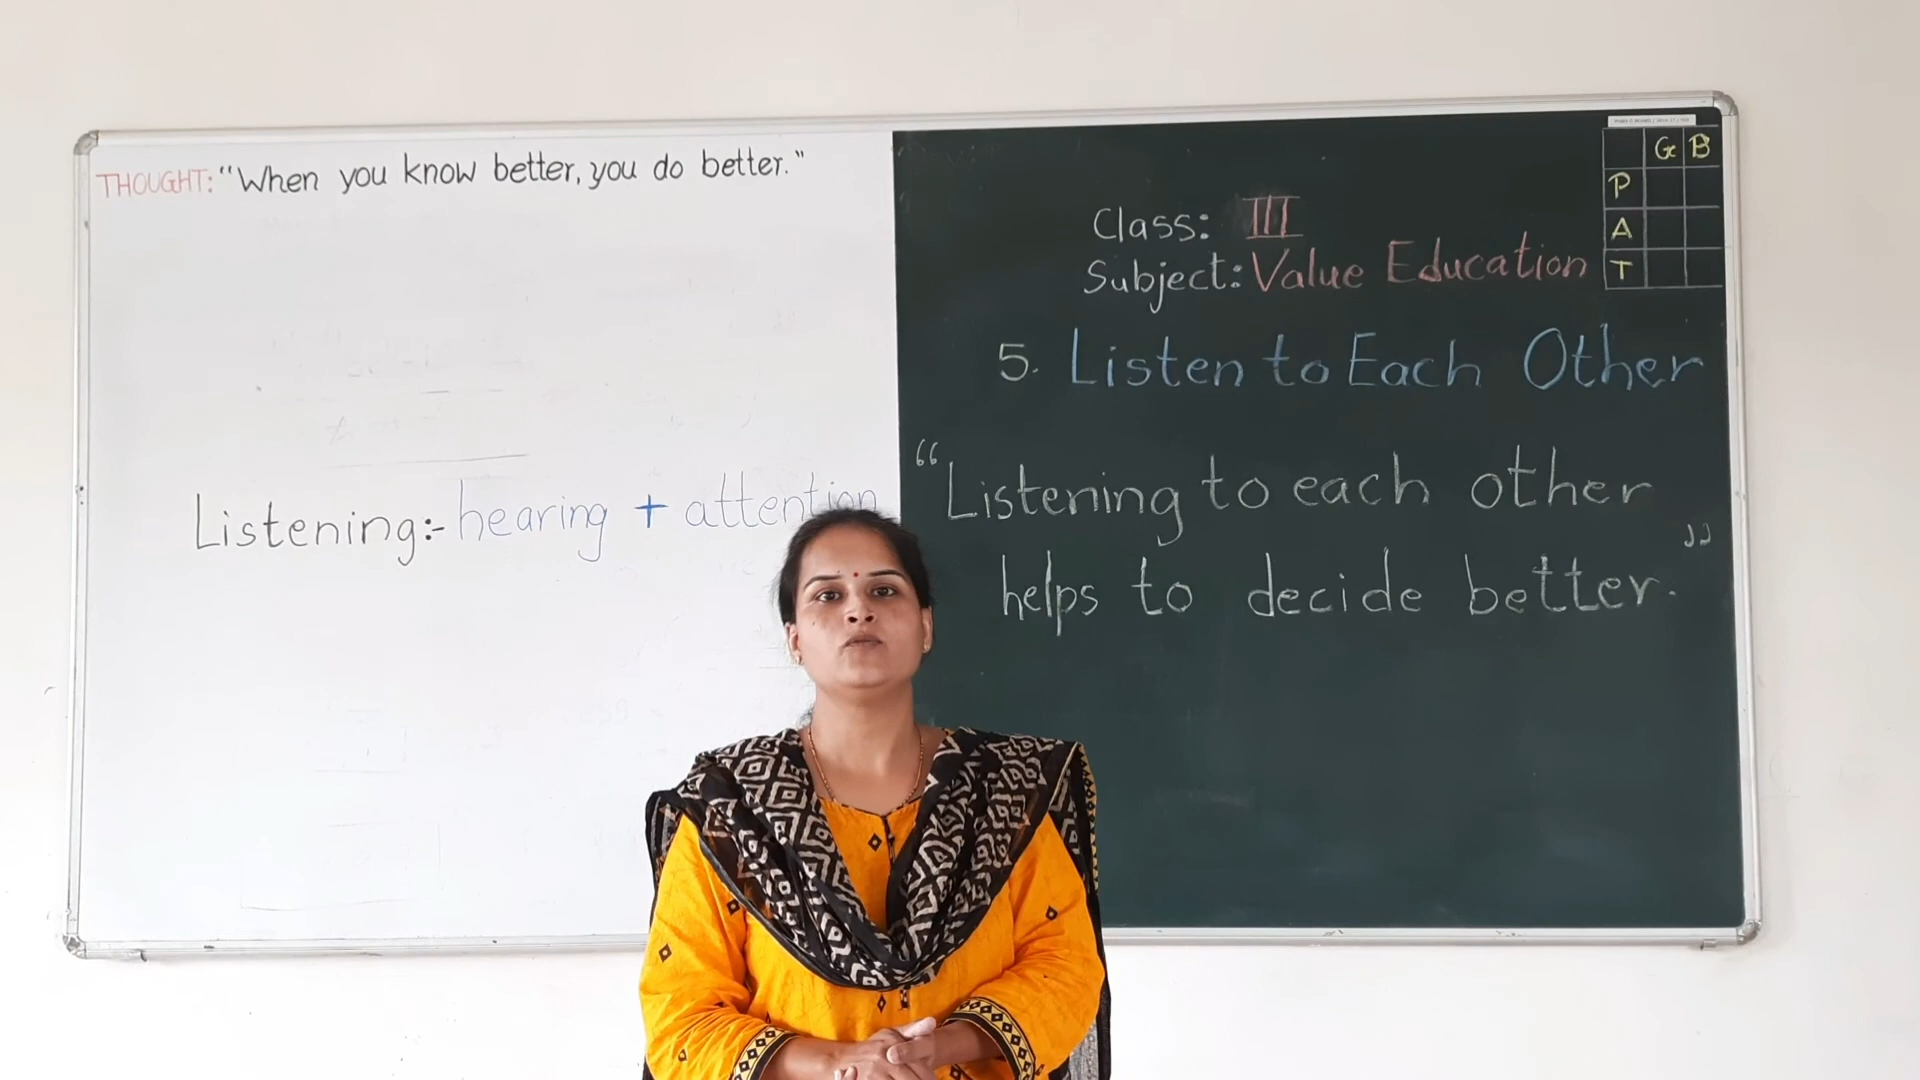 THOUGHT: "When you know better, you do better."
Listening:- hearing + attention
G B
P
A
T
Class: III
Subject: Value Education
5. Listen to Each Other
"Listening to each other
helps to decide better."